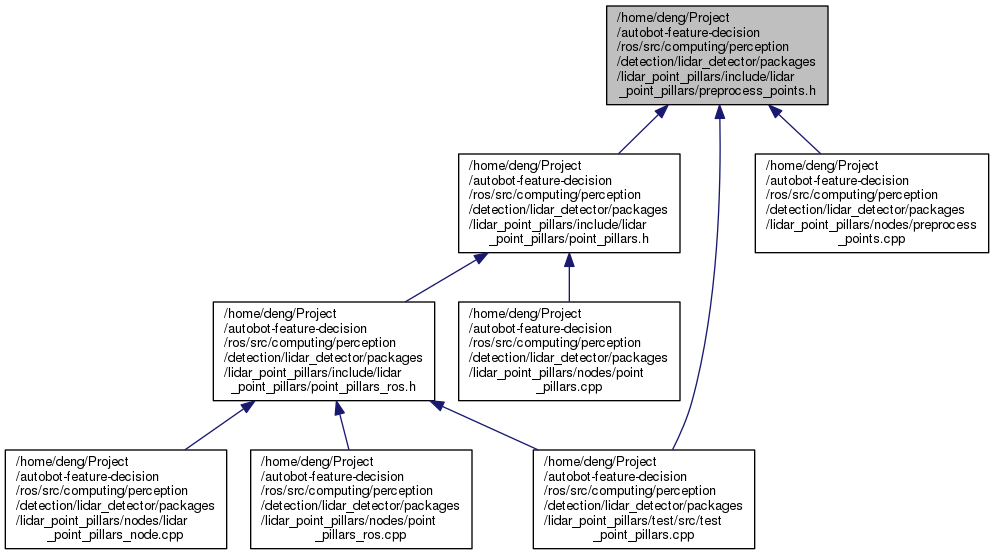 /home/deng/Project
/autobot-feature-decision
/ros/src/computing/perception
/detection/lidar_detector/packages
/lidar_point_pillars/include/lidar
_point_pillars/preprocess_points.h
/home/deng/Project
/autobot-feature-decision
/ros/src/computing/perception
/detection/lidar_detector/packages
/lidar_point_pillars/include/lidar
_point_pillars/point_pillars.h
/home/deng/Project
/autobot-feature-decision
/ros/src/computing/perception
/detection/lidar_detector/packages
/lidar_point_pillars/nodes/preprocess
_points.cpp
/home/deng/Project
/autobot-feature-decision
/ros/src/computing/perception
/detection/lidar_detector/packages
/lidar_point_pillars/include/lidar
_point_pillars/point_pillars_ros.h
/home/deng/Project
/autobot-feature-decision
/ros/src/computing/perception
/detection/lidar_detector/packages
/lidar_point_pillars/nodes/point
_pillars.cpp
/home/deng/Project
/autobot-feature-decision
/ros/src/computing/perception
/detection/lidar_detector/packages
/lidar_point_pillars/nodes/lidar
_point_pillars_node.cpp
/home/deng/Project
/autobot-feature-decision
/ros/src/computing/perception
/detection/lidar_detector/packages
/lidar_point_pillars/nodes/point
_pillars_ros.cpp
/home/deng/Project
/autobot-feature-decision
/ros/src/computing/perception
/detection/lidar_detector/packages
/lidar_point_pillars/test/src/test
_point_pillars.cpp